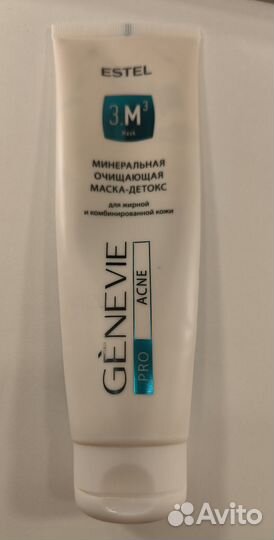 ESTEL
3.M³
Mask
МИНЕРАЛЬНАЯ
ОЧИЩАЮЩАЯ
МАСКА-ДЕТОКС
для жирной
и комбинированной кожи
GÈNEVIE
PRO ACNE
Avito